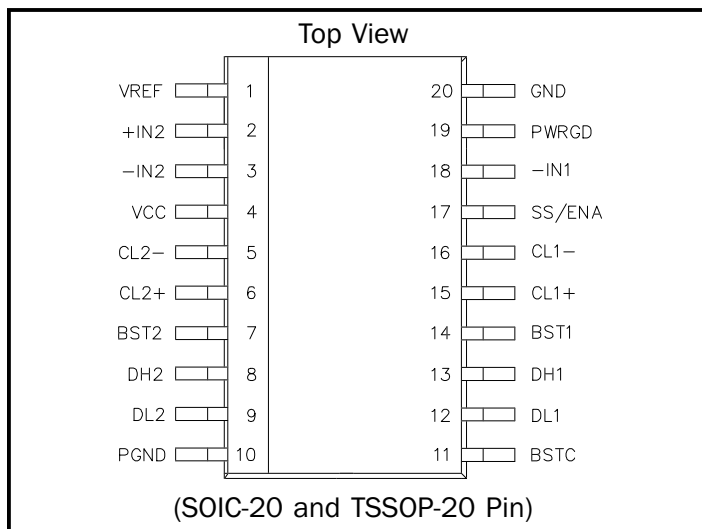 Top View
VREF 1 20 GND
+IN2 2 19 PWRGD
−IN2 3 18 −IN1
VCC 4 17 SS/ENA
CL2− 5 16 CL1−
CL2+ 6 15 CL1+
BST2 7 14 BST1
DH2 8 13 DH1
DL2 9 12 DL1
PGND 10 11 BSTC
(SOIC-20 and TSSOP-20 Pin)